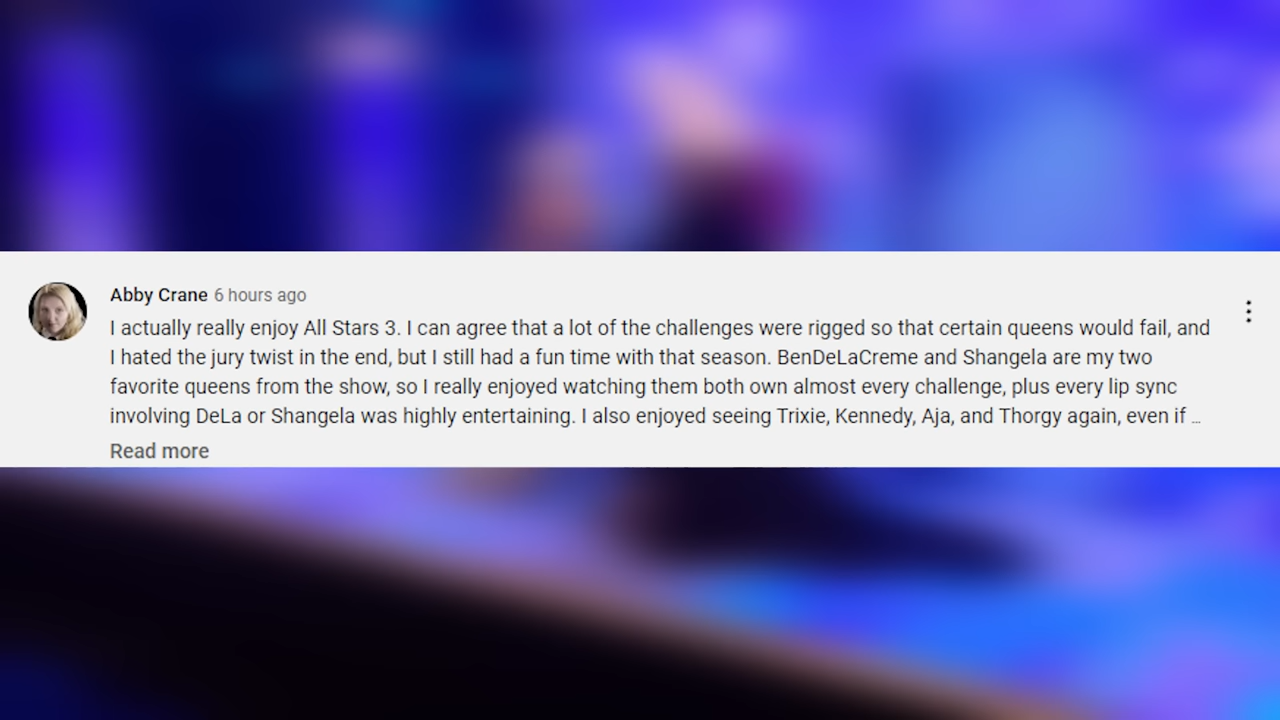 Abby Crane 6 hours ago
I actually really enjoy All Stars 3. I can agree that a lot of the challenges were rigged so that certain queens would fail, and
I hated the jury twist in the end, but I still had a fun time with that season. BenDeLaCreme and Shangela are my two
favorite queens from the show, so I really enjoyed watching them both own almost every challenge, plus every lip sync
involving DeLa or Shangela was highly entertaining. I also enjoyed seeing Trixie, Kennedy, Aja, and Thorgy again, even if ...
Read more